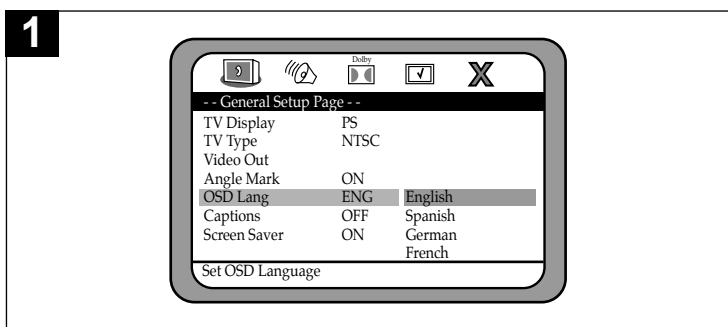 1
Dolby
- - General Setup Page - -
TV Display PS
TV Type NTSC
Video Out
Angle Mark ON
OSD Lang ENG English
Captions OFF Spanish
Screen Saver ON German
French
Set OSD Language